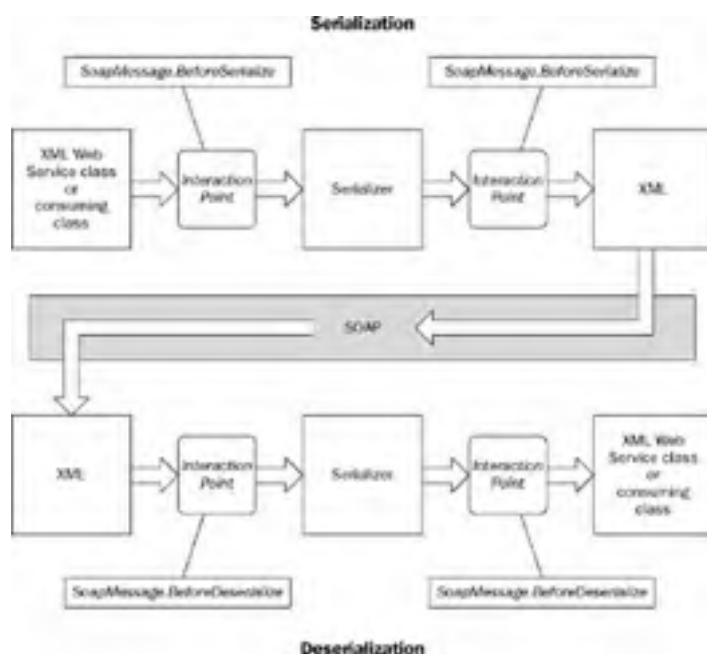 Serialization
SoapMessage.BeforeSerialize
SoapMessage.BeforeSerialize
XML Web
Service class
or
consuming
class
Interaction
Point
Serializer
Interaction
Point
XML
SOAP
XML
Interaction
Point
Serializer
Interaction
Point
XML Web
Service class
or
consuming
class
SoapMessage.BeforeDeserialize
SoapMessage.BeforeDeserialize
Deserialization